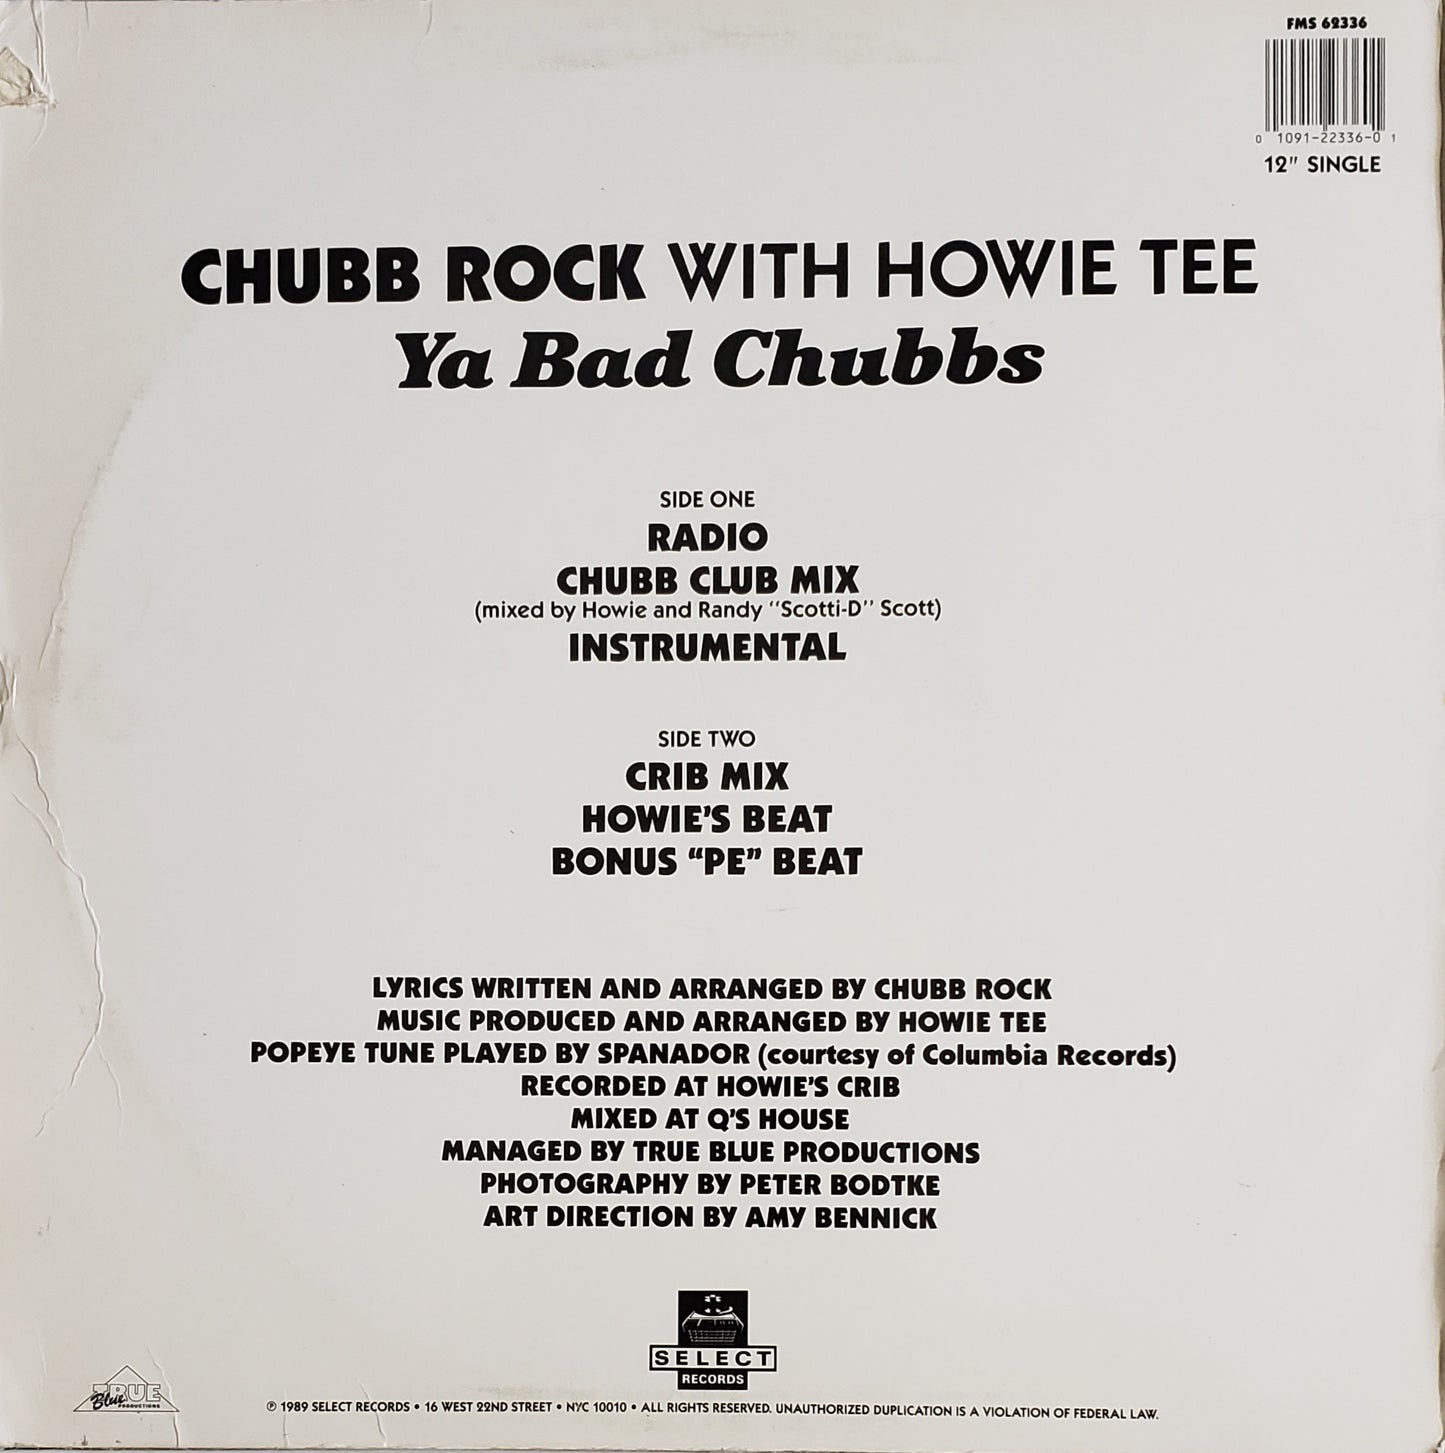 FMS 62336
0 1091-22336-0 1
12" SINGLE
CHUBB ROCK WITH HOWIE TEE
Ya Bad Chubbs
SIDE ONE
RADIO
CHUBB CLUB MIX
(mixed by Howie and Randy "Scotti-D" Scott)
INSTRUMENTAL
SIDE TWO
CRIB MIX
HOWIE'S BEAT
BONUS "PE" BEAT
LYRICS WRITTEN AND ARRANGED BY CHUBB ROCK
MUSIC PRODUCED AND ARRANGED BY HOWIE TEE
POPEYE TUNE PLAYED BY SPANADOR (courtesy of Columbia Records)
RECORDED AT HOWIE'S CRIB
MIXED AT Q'S HOUSE
MANAGED BY TRUE BLUE PRODUCTIONS
PHOTOGRAPHY BY PETER BODTKE
ART DIRECTION BY AMY BENNICK
SELECT
RECORDS
TRUE
Blue
PRODUCTIONS
℗ 1989 SELECT RECORDS • 16 WEST 22ND STREET • NYC 10010 • ALL RIGHTS RESERVED. UNAUTHORIZED DUPLICATION IS A VIOLATION OF FEDERAL LAW.